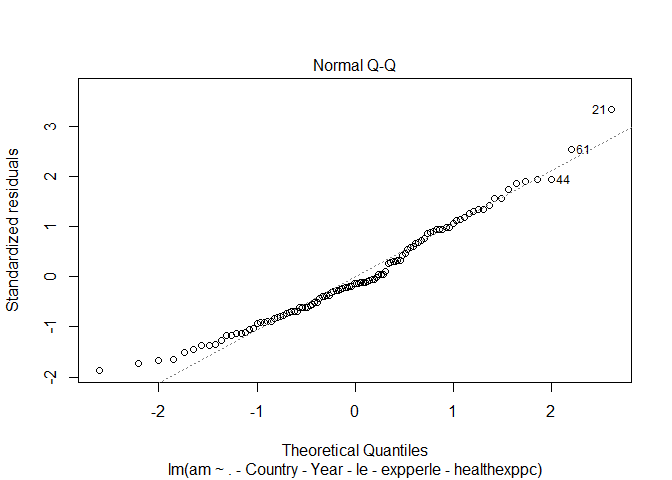 Normal Q-Q
Standardized residuals
3
2
1
0
-1
-2
21
61
44
-2 -1 0 1 2
Theoretical Quantiles
lm(am ~ . - Country - Year - le - expperle - healthexppc)